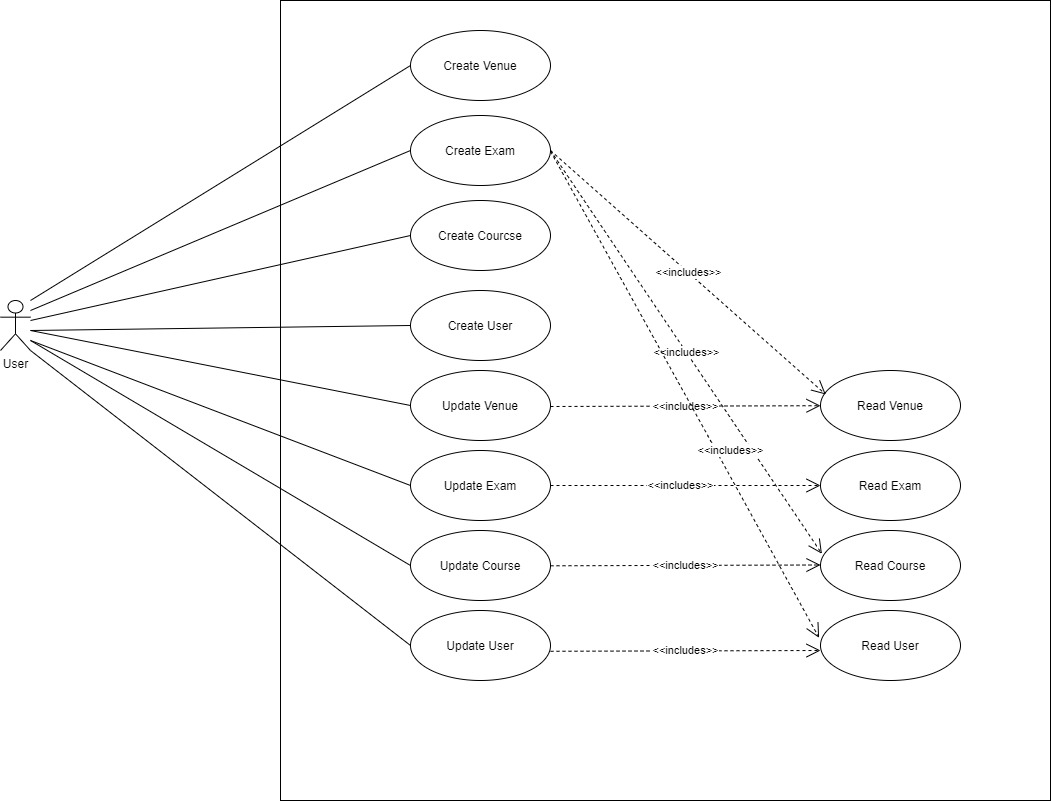 Create Venue
Create Exam
Create Courcse
<<includes>>
Create User
User
<<includes>>
Update Venue
<<includes>>
Read Venue
<<includes>>
Update Exam
<<includes>>
Read Exam
Update Course
<<includes>>
Read Course
Update User
<<includes>>
Read User